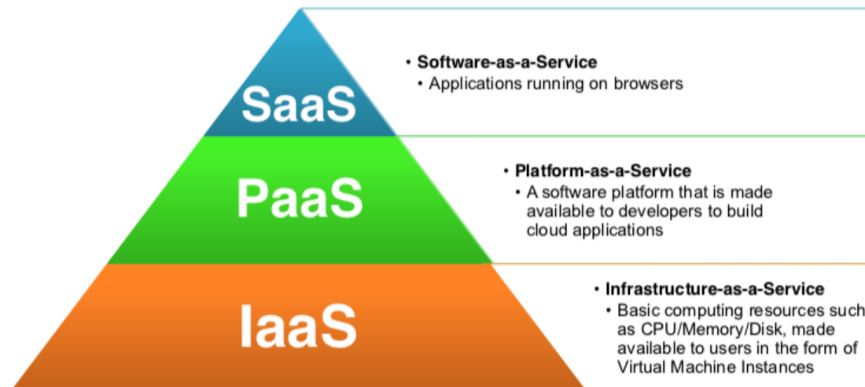 SaaS
• Software-as-a-Service
• Applications running on browsers
PaaS
• Platform-as-a-Service
• A software platform that is made
available to developers to build
cloud applications
IaaS
• Infrastructure-as-a-Service
• Basic computing resources such
as CPU/Memory/Disk, made
available to users in the form of
Virtual Machine Instances